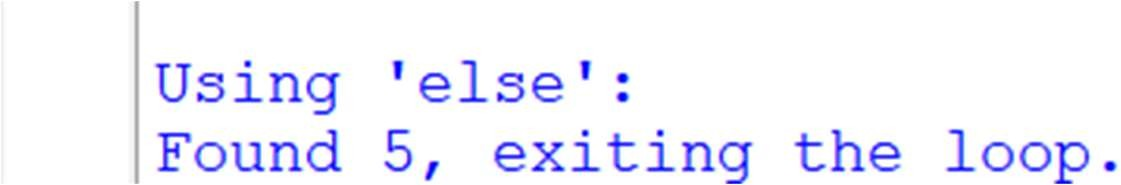 Using 'else':
Found 5, exiting the loop.